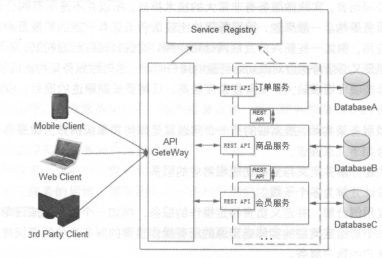 Senvice Registry
REST API
订单服务
DatabaseA
REST
API
Mobile Client
API
GeteWay
REST API
商品服务
DatabaseB
Web Client
REST
API
REST API
会员服务
DatabaseC
3rd Party Client
...